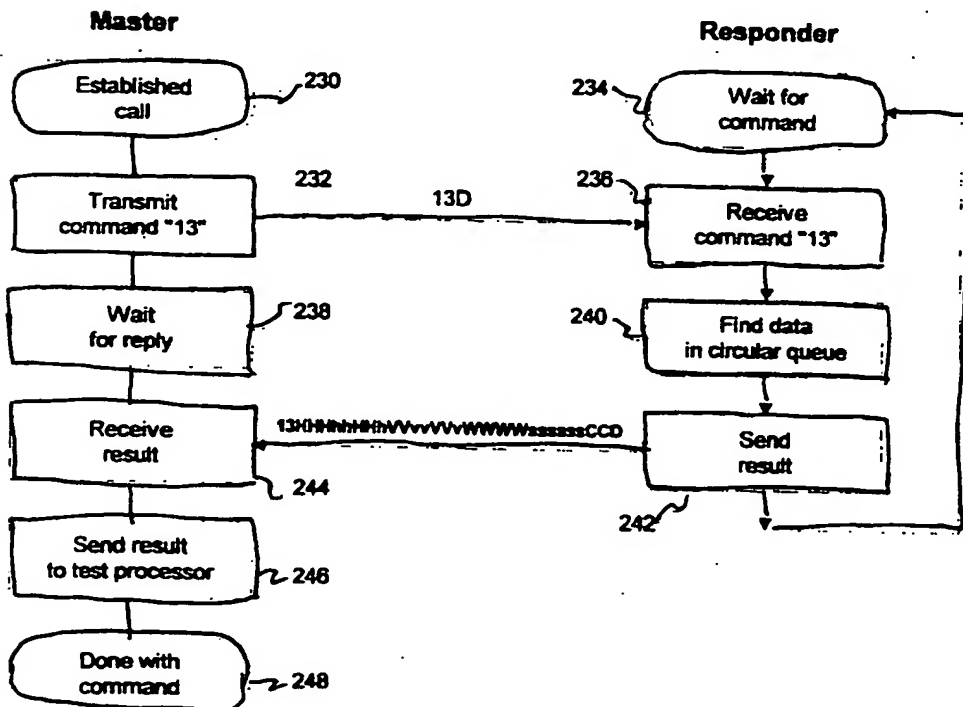 Master
Responder
Established
call
230
234
Wait for
command
Transmit
command "13"
232
13D
236
Receive
command "13"
Wait
for reply
238
240
Find data
in circular queue
Receive
result
244
Send
result
242
Send result
to test processor
246
Done with
command
248